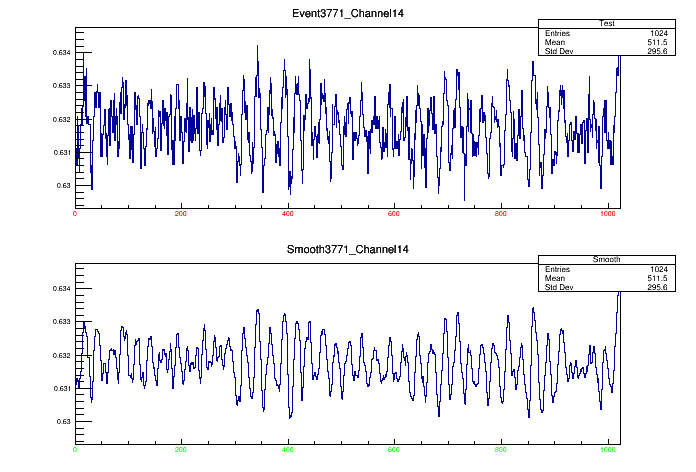 Event3771_Channel14
Test
Entries 1024
Mean 511.5
Std Dev 295.6
0.634
0.633
0.632
0.631
0.63
0 200 400 600 800 1000
Smooth3771_Channel14
Smooth
Entries 1024
Mean 511.5
Std Dev 295.6
0.634
0.633
0.632
0.631
0.63
0 200 400 600 800 1000